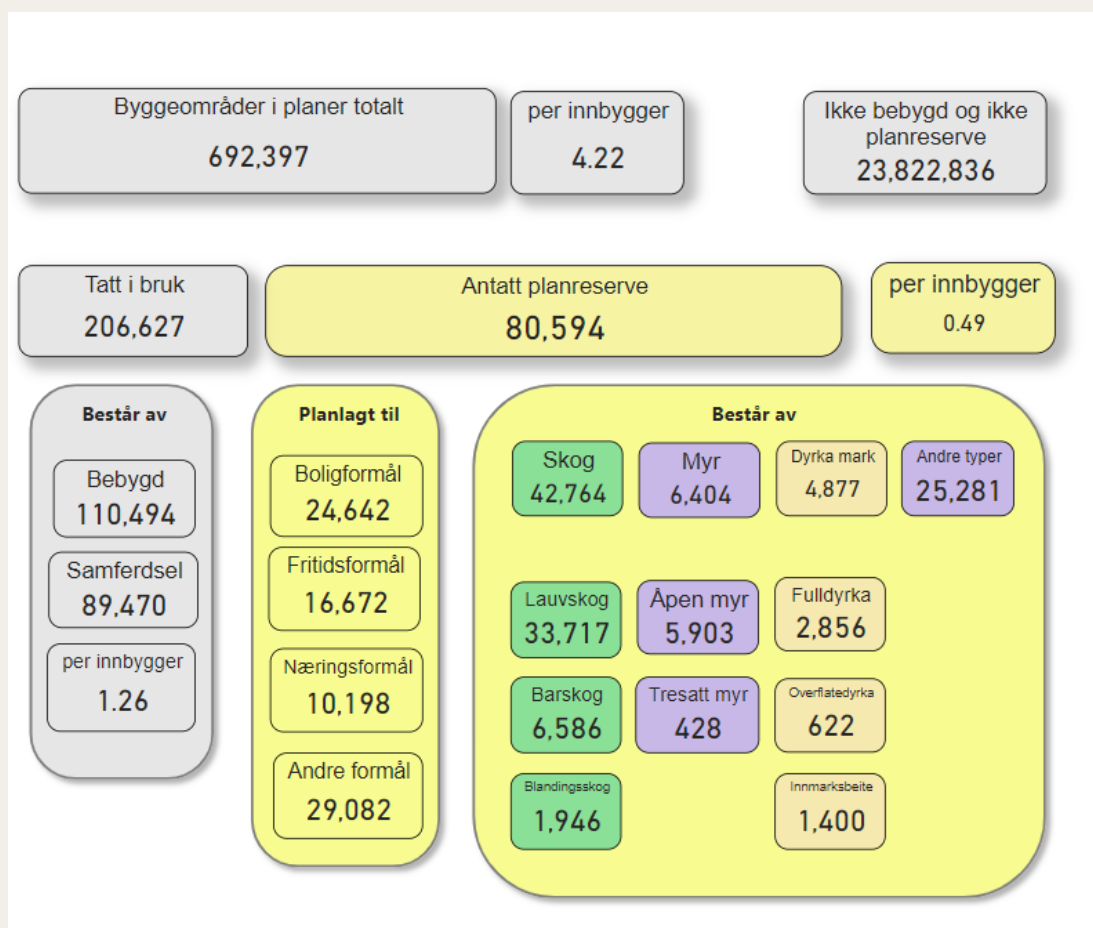 Byggeområder i planer totalt
692,397
per innbygger
4.22
Ikke bebygd og ikke
planreserve
23,822,836
Tatt i bruk
206,627
Antatt planreserve
80,594
per innbygger
0.49
Består av
Bebygd
110,494
Samferdsel
89,470
per innbygger
1.26
Planlagt til
Boligformål
24,642
Fritidsformål
16,672
Næringsformål
10,198
Andre formål
29,082
Består av
Skog
42,764
Myr
6,404
Dyrka mark
4,877
Andre typer
25,281
Lauvskog
33,717
Åpen myr
5,903
Fulldyrka
2,856
Barskog
6,586
Tresatt myr
428
Overflatedyrka
622
Blandingsskog
1,946
Innmarksbeite
1,400